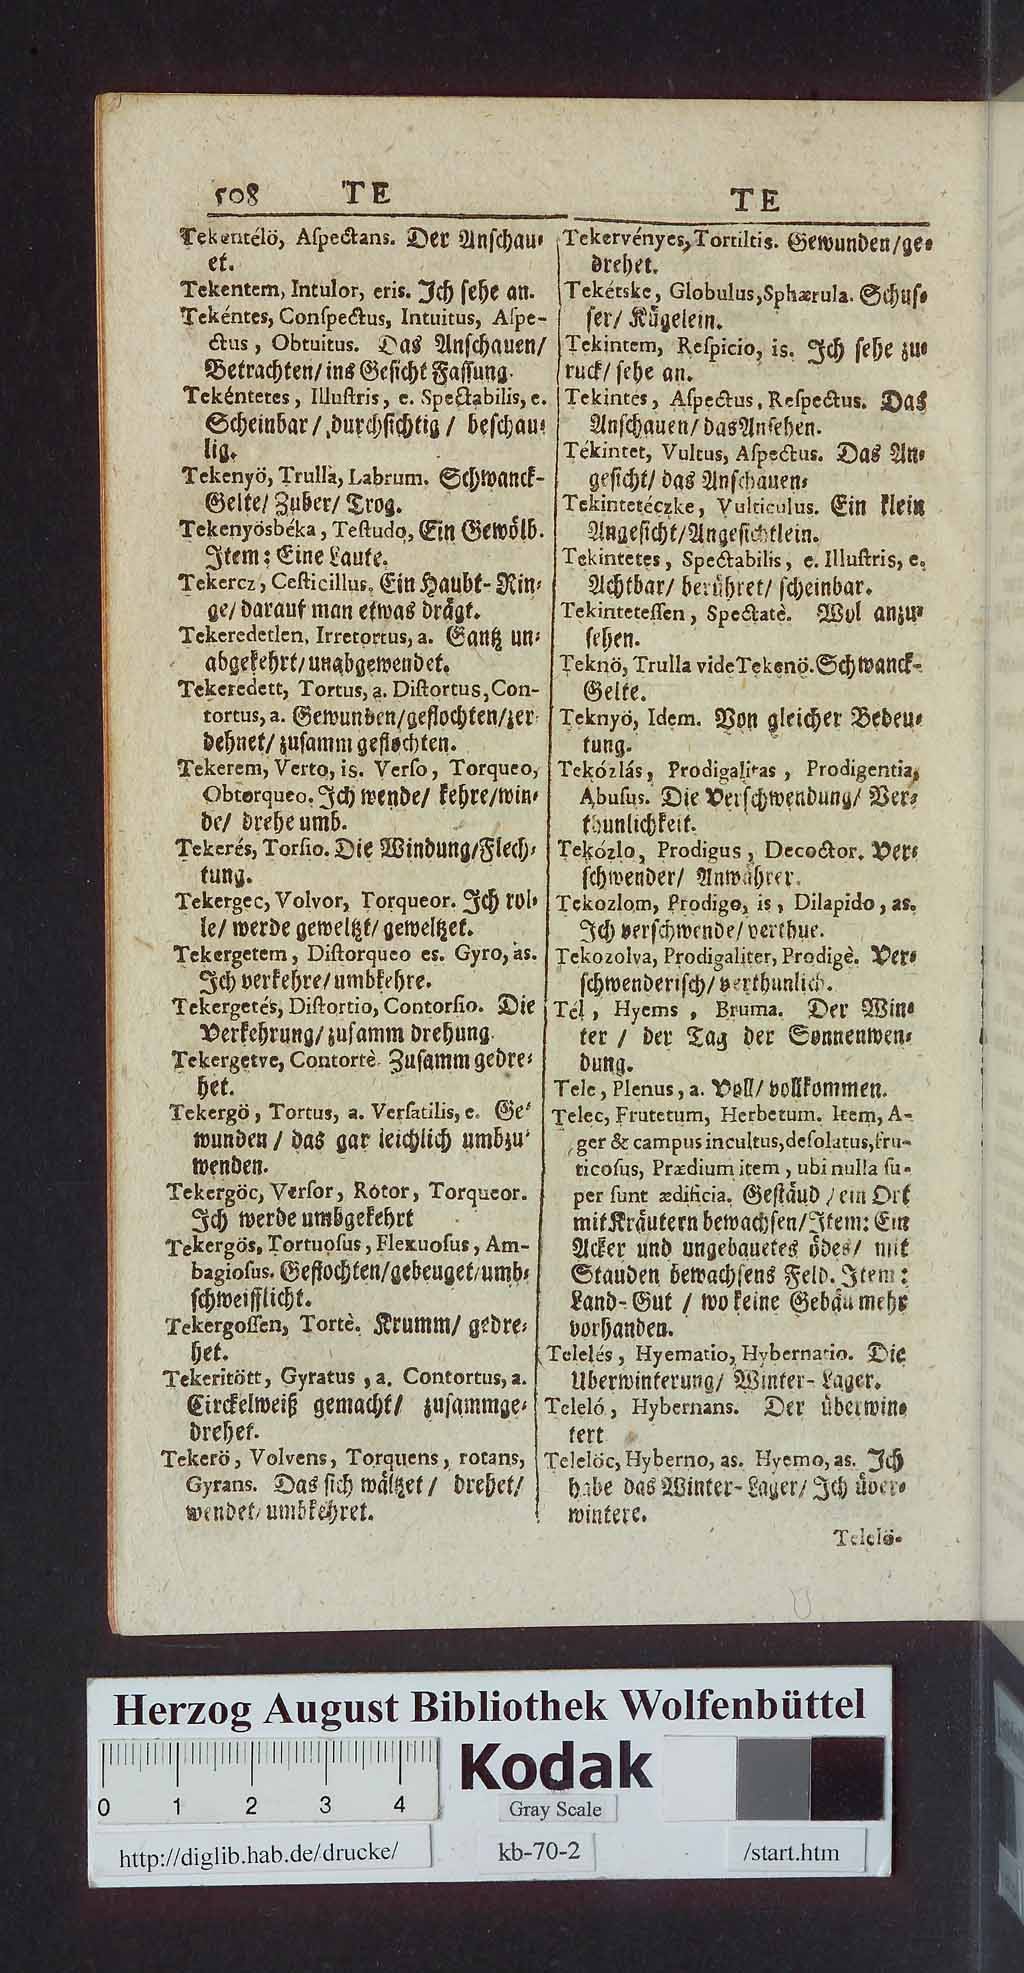 508 TE
Tekéntélö, Aſpectans. Der Anſchau-
et.
Tekentem, Intulor, eris. Ich ſehe an.
Tekéntes, Conſpectus, Intuitus, Aſpe-
ctus, Obtuitus. Das Anſchauen/
Betrachten/ ins Geſicht Faſſung.
Tekéntetes, Illuſtris, e. Spectabilis, e.
Scheinbar/ durchſichtig/ beſchau-
lig.
Tekenyö, Trulla, Labrum. Schwanck-
Gelte/ Zuber/ Trog.
Tekenyösbéka, Teſtudo, Ein Gewölb.
Item: Eine Laute.
Tekercz, Ceſticillus. Ein Haubt-Rin-
ge/ darauf man etwas drägt.
Tekeredetlen, Irretortus, a. Gantz un-
abgekehrt/ unabgewendet.
Tekeredett, Tortus, a. Diſtortus, Con-
tortus, a. Gewunden/ geflochten/ zer-
dehnet/ zuſamm geflochten.
Tekerem, Verto, is. Verſo, Torqueo,
Obtorqueo. Ich wende/ kehre/ win-
de/ drehe umb.
Tekerés, Torſio. Die Windung/ Flech-
tung.
Tekergec, Volvor, Torqueor. Ich rol-
le/ werde geweltzt/ geweltzet.
Tekergetem, Diſtorqueo es. Gyro, as.
Ich verkehre/ umbkehre.
Tekergetés, Diſtortio, Contorſio. Die
Verkehrung/ zuſamm drehung.
Tekergetve, Contortè. Zuſamm gedre-
het.
Tekergö, Tortus, a. Verſatilis, e. Ge-
wunden/ das gar leichlich umbzu-
wenden.
Tekergöc, Verſor, Rotor, Torqueor.
Ich werde umbgekehrt
Tekergös, Tortuoſus, Flexuoſus, Am-
bagioſus. Geflochten/ gebeuget/ umb-
ſchweifflicht.
Tekergoſſen, Tortè. Krumm/ gedre-
het.
Tekeritött, Gyratus, a. Contortus, a.
Circkelweiß gemacht/ zuſammge-
drehet.
Tekerö, Volvens, Torquens, rotans,
Gyrans. Das ſich wältzet/ drehet/
wendet/ umbkehret.
TE
Tekervényes, Tortiltis. Gewunden/ ge-
drehet.
Tekétske, Globulus, Sphærula. Schuſ-
ſer/ Kügelein.
Tekintem, Reſpicio, is. Ich ſehe zu-
ruck/ ſehe an.
Tekintés, Aſpectus, Reſpectus. Das
Anſchauen/ das Anſehen.
Tékintet, Vultus, Aſpectus. Das An-
geſicht/ das Anſchauen.
Tekintetéczke, Vulticulus. Ein klein
Angeſicht/ Angeſichtlein.
Tekintetes, Spectabilis, e. Illuſtris, e.
Achtbar/ berühret/ ſcheinbar.
Tekinteteſſen, Spectatè. Wol anzu-
ſehen.
Teknö, Trulla vide Tekenö. Schwanck-
Gelte.
Teknyö, Idem. Von gleicher Bedeu-
tung.
Tekózlás, Prodigalitas, Prodigentia,
Abuſus. Die Verſchwendung/ Ver-
thunlichkeit.
Tekózlo, Prodigus, Decoctor. Ver-
ſchwender/ Anwährer.
Tekozlom, Prodigo, is, Dilapido, as.
Ich verſchwende/ verthue.
Tekozolva, Prodigaliter, Prodigè. Ver-
ſchwenderiſch/ verthunlich.
Tél, Hyems, Bruma. Der Win-
ter/ der Tag der Sonnenwen-
dung.
Tele, Plenus, a. Voll/ vollkommen.
Telec, Frutetum, Herbetum. Item, A-
ger & campus incultus, deſolatus, fru-
ticoſus, Prædium item, ubi nulla ſu-
per ſunt ædificia. Geſtäud/ ein Ort
mit Kräutern bewachſen/ Item: Ein
Acker und ungebauetes ödes/ mit
Stauden bewachſens Feld. Item:
Land-Gut/ wo keine Gebäu mehr
vorhanden.
Telelés, Hyematio, Hybernatio. Die
Uberwinterung/ Winter-Lager.
Teleló, Hybernans. Der überwin-
tert
Telelöc, Hyberno, as. Hyemo, as. Ich
habe das Winter-Lager/ Ich über-
wintere.
Telelö-
Herzog August Bibliothek Wolfenbüttel
Kodak
0 1 2 3 4
Gray Scale
http://diglib.hab.de/drucke/ kb-70-2 /start.htm